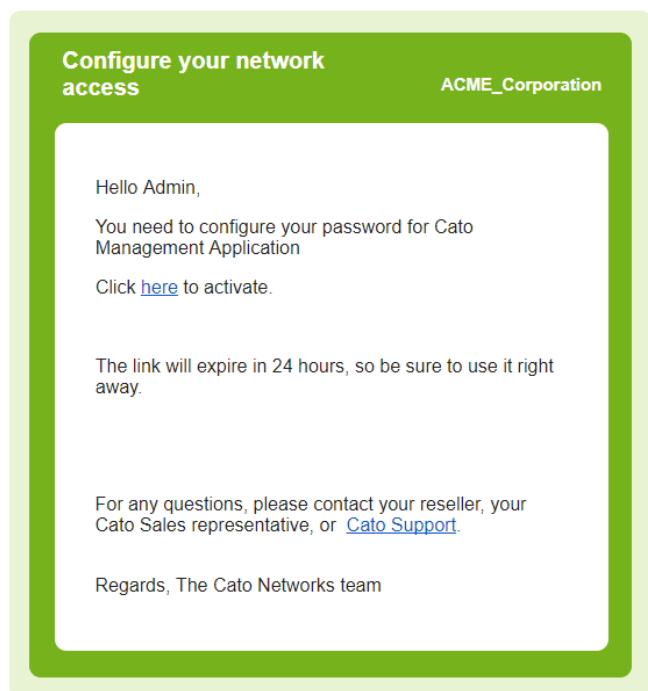 Configure your network
access
ACME_Corporation
Hello Admin,
You need to configure your password for Cato
Management Application
Click here to activate.
The link will expire in 24 hours, so be sure to use it right
away.
For any questions, please contact your reseller, your
Cato Sales representative, or Cato Support.
Regards, The Cato Networks team